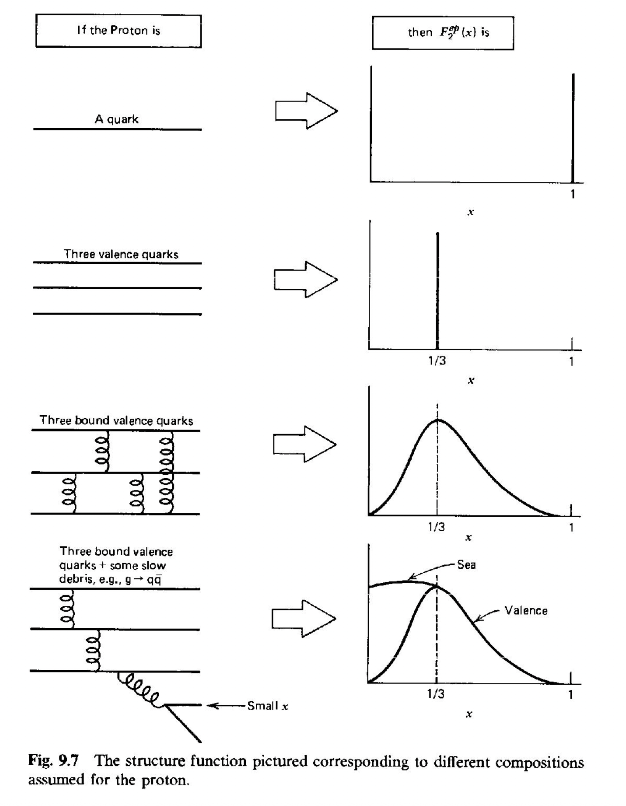 If the Proton is
then F₂ᵉᵖ(x) is
A quark
1
x
Three valence quarks
1/3
1
x
Three bound valence quarks
1/3
1
x
Three bound valence
quarks + some slow
debris, e.g., g → qq̄
Small x
Sea
Valence
1/3
1
x
Fig. 9.7 The structure function pictured corresponding to different compositions
assumed for the proton.